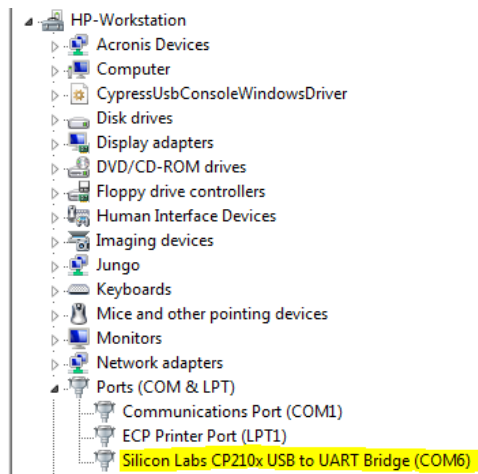 HP-Workstation
Acronis Devices
Computer
CypressUsbConsoleWindowsDriver
Disk drives
Display adapters
DVD/CD-ROM drives
Floppy drive controllers
Human Interface Devices
Imaging devices
Jungo
Keyboards
Mice and other pointing devices
Monitors
Network adapters
Ports (COM & LPT)
Communications Port (COM1)
ECP Printer Port (LPT1)
Silicon Labs CP210x USB to UART Bridge (COM6)